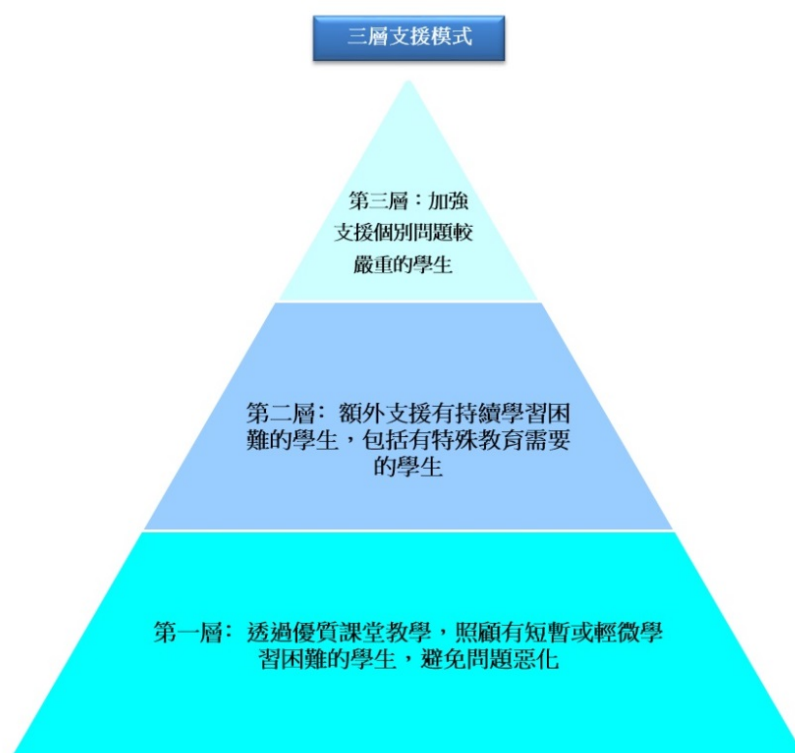 三層支援模式
第三層：加強
支援個別問題較
嚴重的學生
第二層：額外支援有持續學習困
難的學生，包括有特殊教育需要
的學生
第一層：透過優質課堂教學，照顧有短暫或輕微學
習困難的學生，避免問題惡化